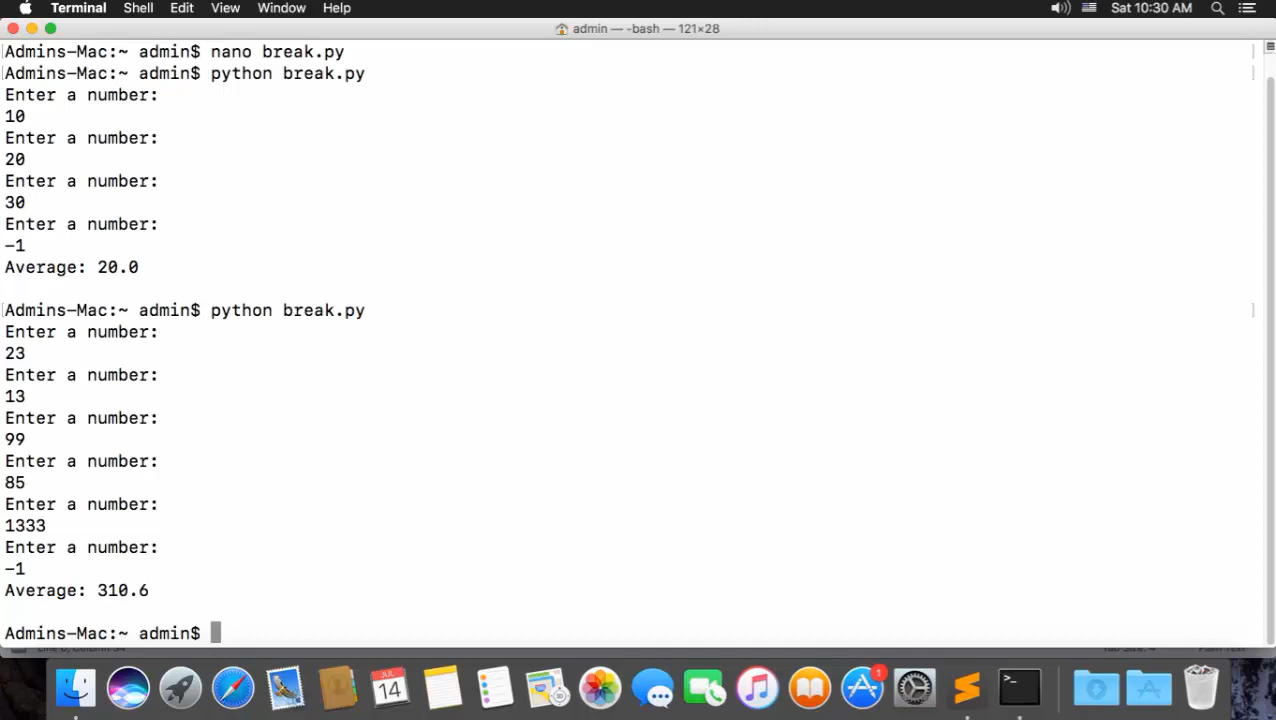 Terminal Shell Edit View Window Help Sat 10:30 AM
admin — -bash — 121×28
Admins-Mac:~ admin$ nano break.py
Admins-Mac:~ admin$ python break.py
Enter a number:
10
Enter a number:
20
Enter a number:
30
Enter a number:
-1
Average: 20.0
Admins-Mac:~ admin$ python break.py
Enter a number:
23
Enter a number:
13
Enter a number:
99
Enter a number:
85
Enter a number:
1333
Enter a number:
-1
Average: 310.6
Admins-Mac:~ admin$
JUL
14
1
>_